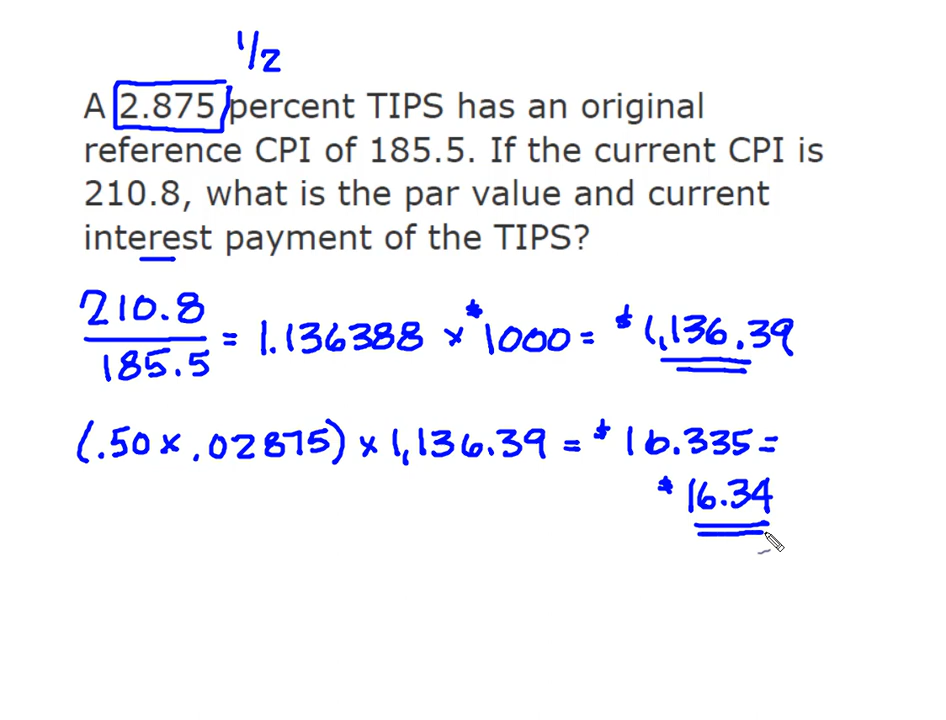 1/2
A 2.875 percent TIPS has an original
reference CPI of 185.5. If the current CPI is
210.8, what is the par value and current
interest payment of the TIPS?
210.8
185.5 = 1.136388 x $1000 = $1,136.39
(.50 x .02875) x 1,136.39 = $16.335 =
$16.34